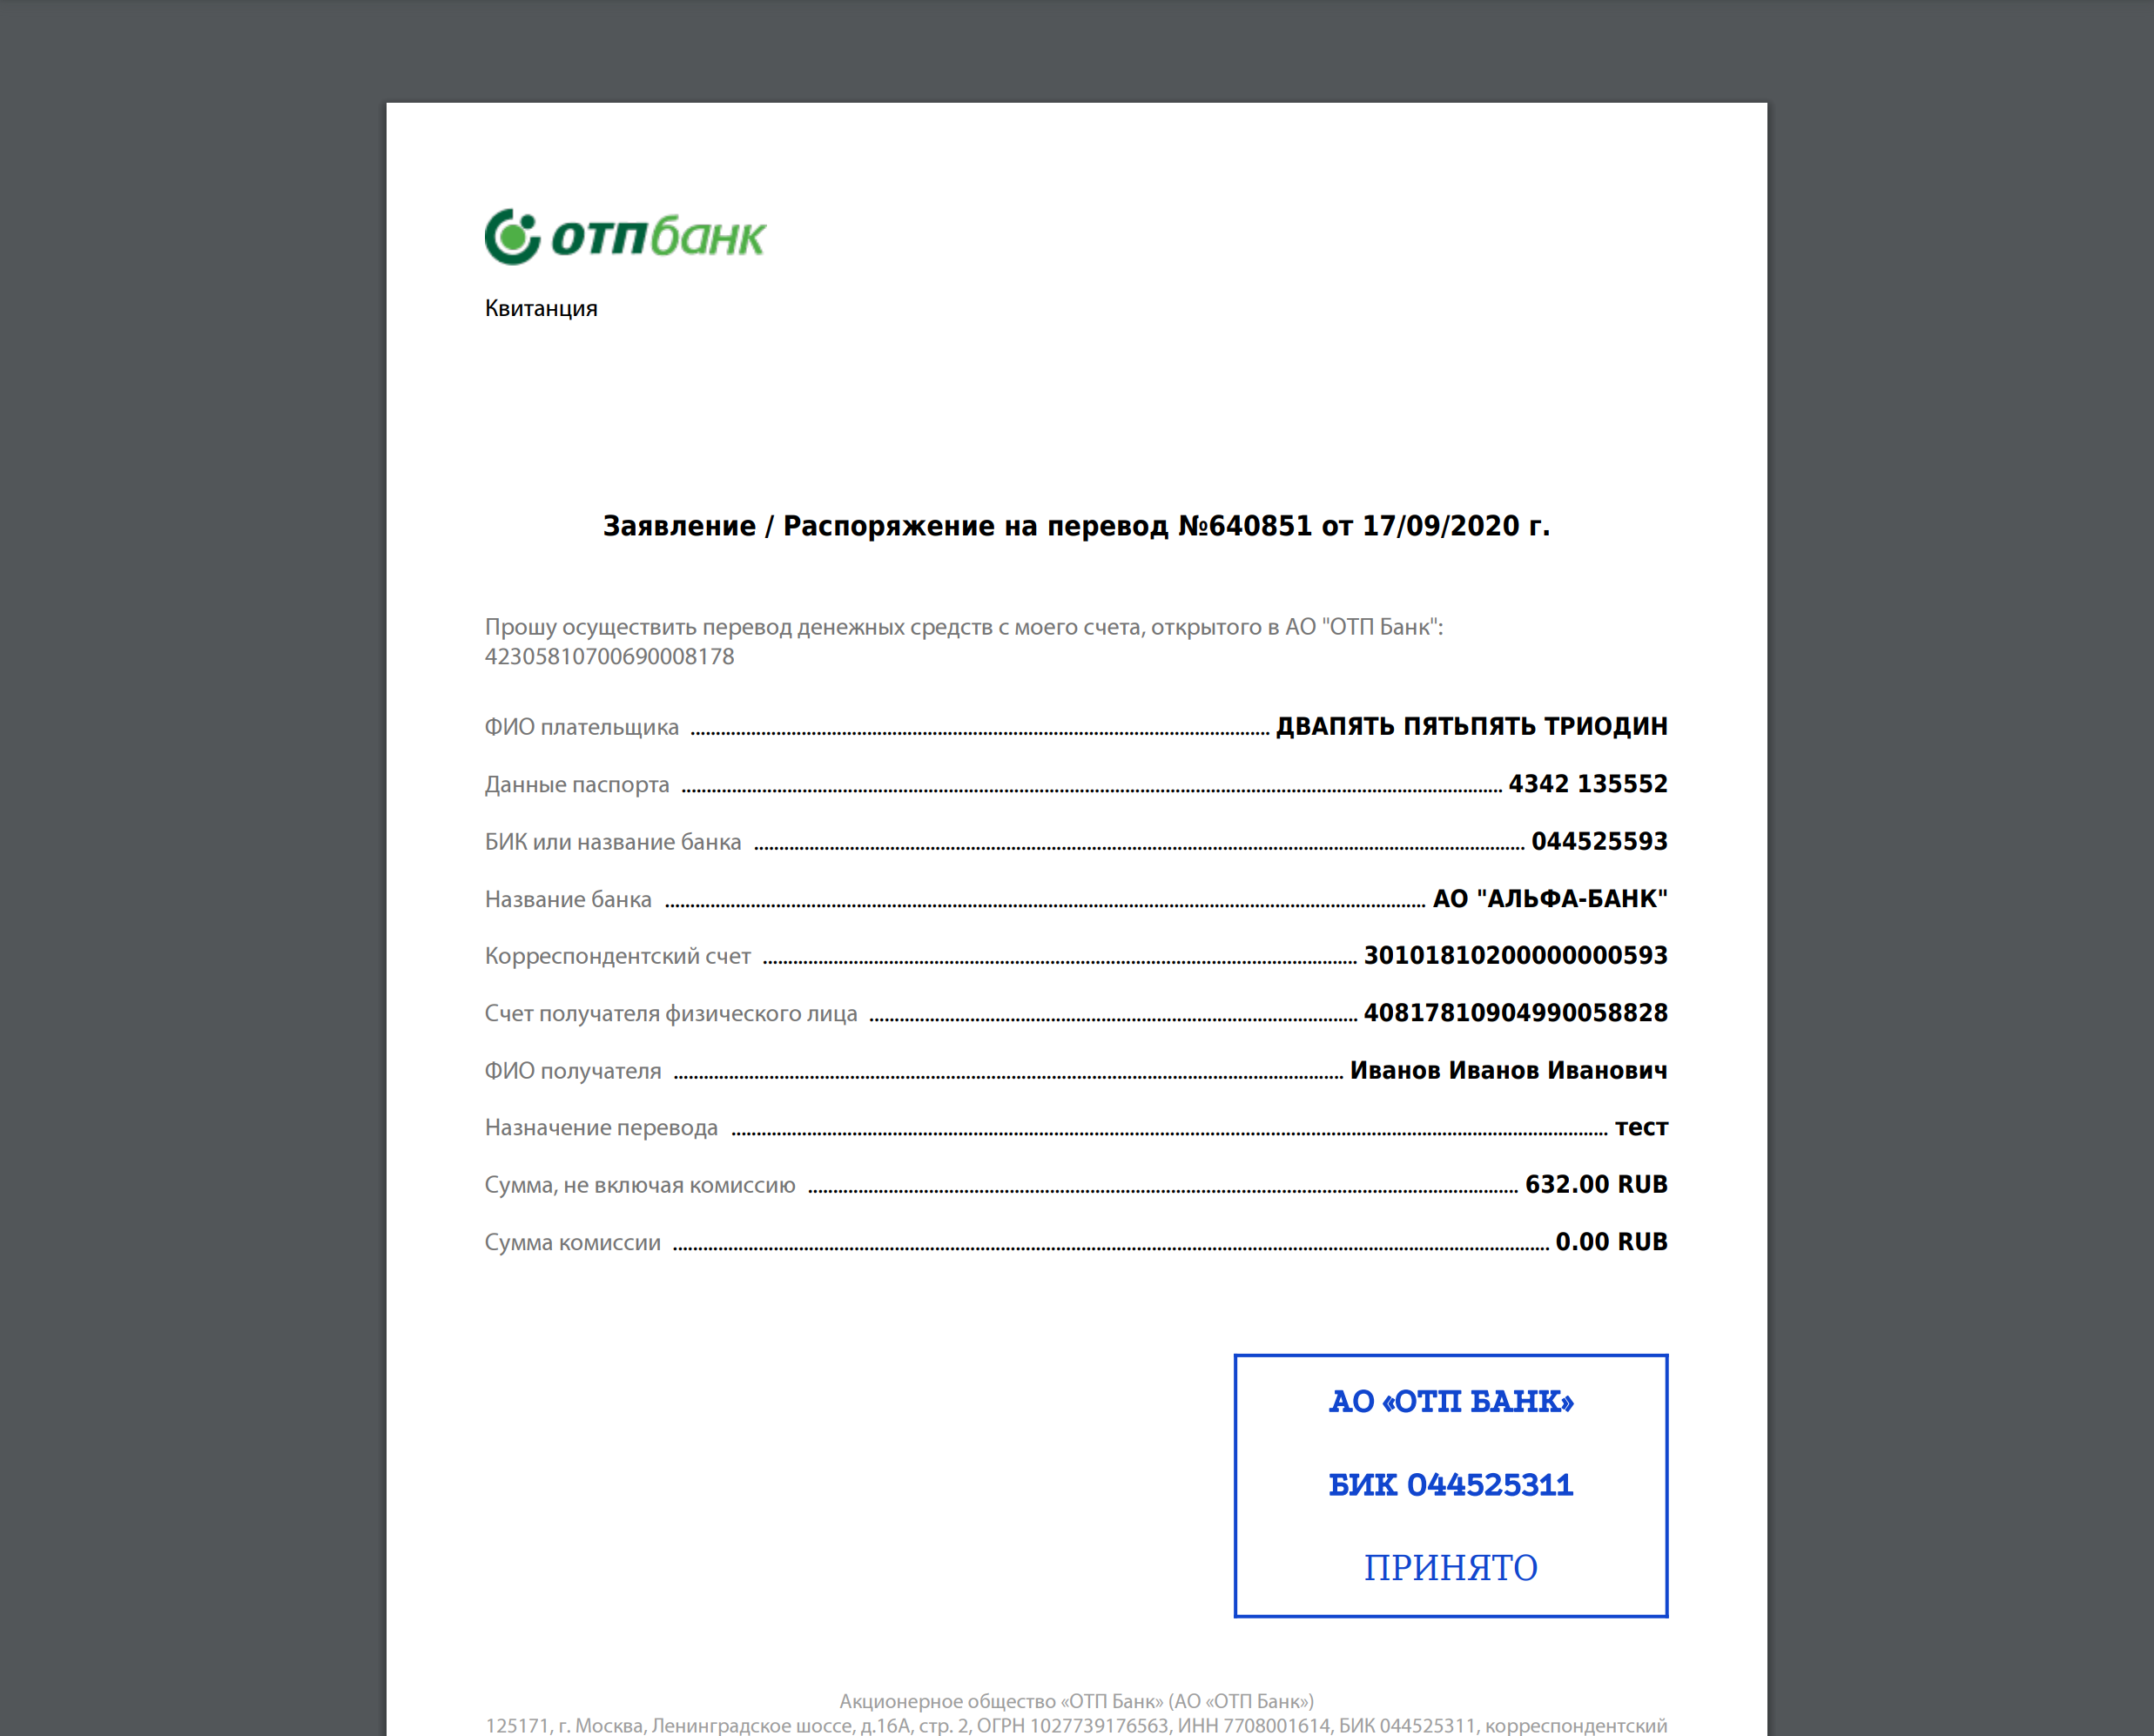 отпбанк
Квитанция
Заявление / Распоряжение на перевод №640851 от 17/09/2020 г.
Прошу осуществить перевод денежных средств с моего счета, открытого в АО "ОТП Банк":
42305810700690008178
ФИО плательщика ДВАПЯТЬ ПЯТЬПЯТЬ ТРИОДИН
Данные паспорта 4342 135552
БИК или название банка 044525593
Название банка АО "АЛЬФА-БАНК"
Корреспондентский счет 30101810200000000593
Счет получателя физического лица 40817810904990058828
ФИО получателя Иванов Иванов Иванович
Назначение перевода тест
Сумма, не включая комиссию 632.00 RUB
Сумма комиссии 0.00 RUB
АО «ОТП БАНК»
БИК 044525311
ПРИНЯТО
Акционерное общество «ОТП Банк» (АО «ОТП Банк»)
125171, г. Москва, Ленинградское шоссе, д.16А, стр. 2, ОГРН 1027739176563, ИНН 7708001614, БИК 044525311, корреспондентский